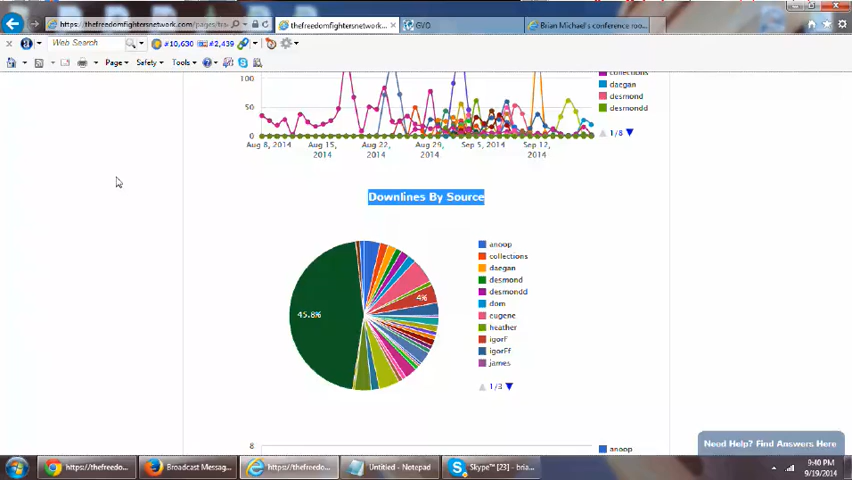 https://thefreedomfightersnetwork.com/pages/tra
thefreedomfightersnetwork...
GVO
Brian Michael's conference roo...
Web Search
#10,630
#2,439
Page
Safety
Tools
100
50
0
Aug 8, 2014
Aug 15, 2014
Aug 22, 2014
Aug 29, 2014
Sep 5, 2014
Sep 12, 2014
collections
daegan
desmond
desmondd
1/8
Downlines By Source
45.8%
4%
anoop
collections
daegan
desmond
desmondd
dom
eugene
heather
igorf
igorFf
james
1/3
8
anoop
Need Help? Find Answers Here
https://thefreedo...
Broadcast Messag...
https://thefreedo...
Untitled - Notepad
Skype™ [23] - bria...
9:40 PM
9/19/2014